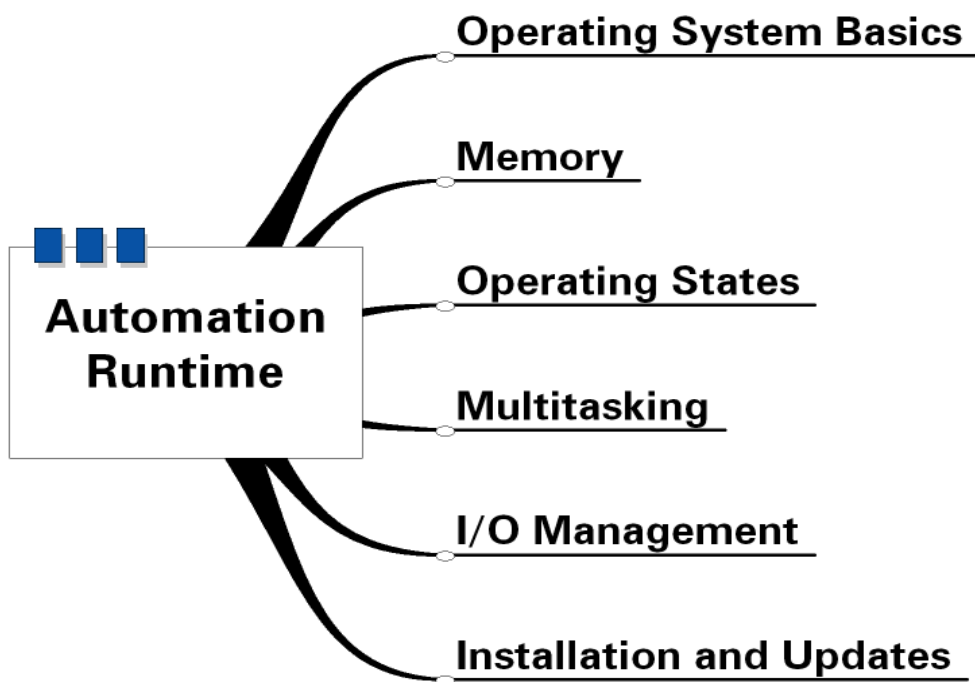 Operating System Basics
Memory
Operating States
Automation
Runtime
Multitasking
I/O Management
Installation and Updates